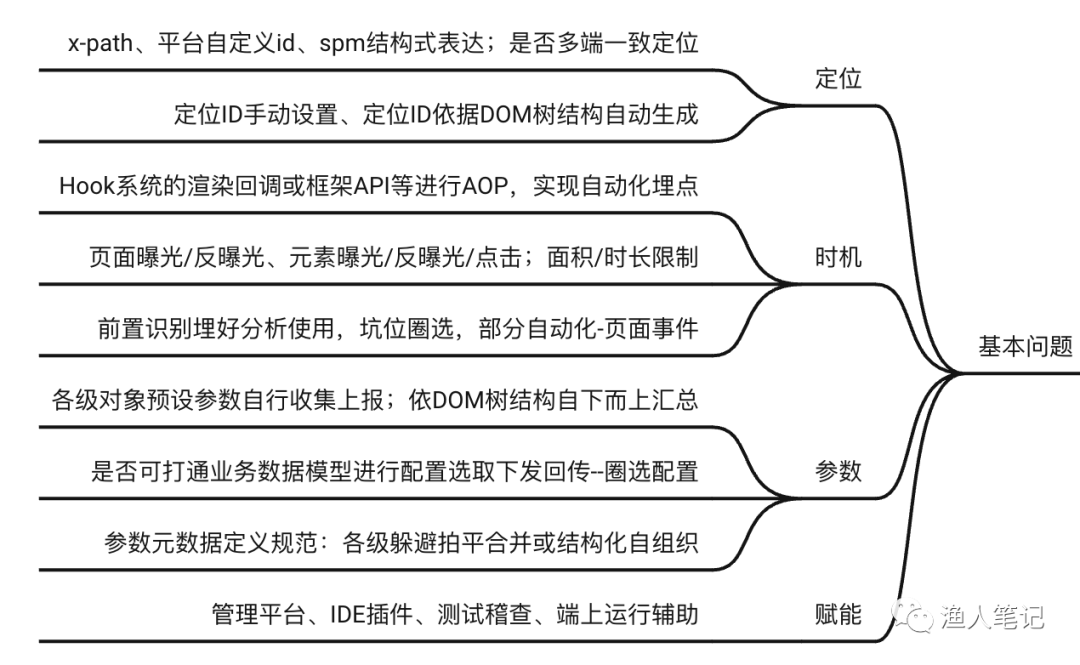 x-path、平台自定义id、spm结构式表达；是否多端一致定位
定位
定位ID手动设置、定位ID依据DOM树结构自动生成
Hook系统的渲染回调或框架API等进行AOP，实现自动化埋点
页面曝光/反曝光、元素曝光/反曝光/点击；面积/时长限制
时机
前置识别埋好分析使用，坑位圈选，部分自动化-页面事件
基本问题
各级对象预设参数自行收集上报；依DOM树结构自下而上汇总
是否可打通业务数据模型进行配置选取下发回传--圈选配置
参数
参数元数据定义规范：各级躲避拍平合并或结构化自组织
管理平台、IDE插件、测试稽查、端上运行辅助
赋能
渔人笔记